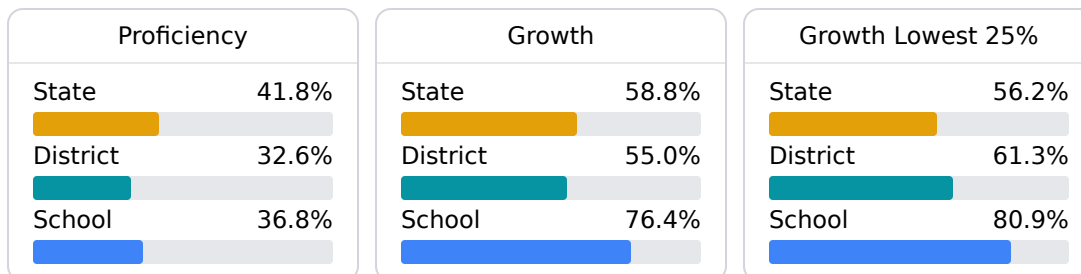 Proficiency
State 41.8%
District 32.6%
School 36.8%
Growth
State 58.8%
District 55.0%
School 76.4%
Growth Lowest 25%
State 56.2%
District 61.3%
School 80.9%